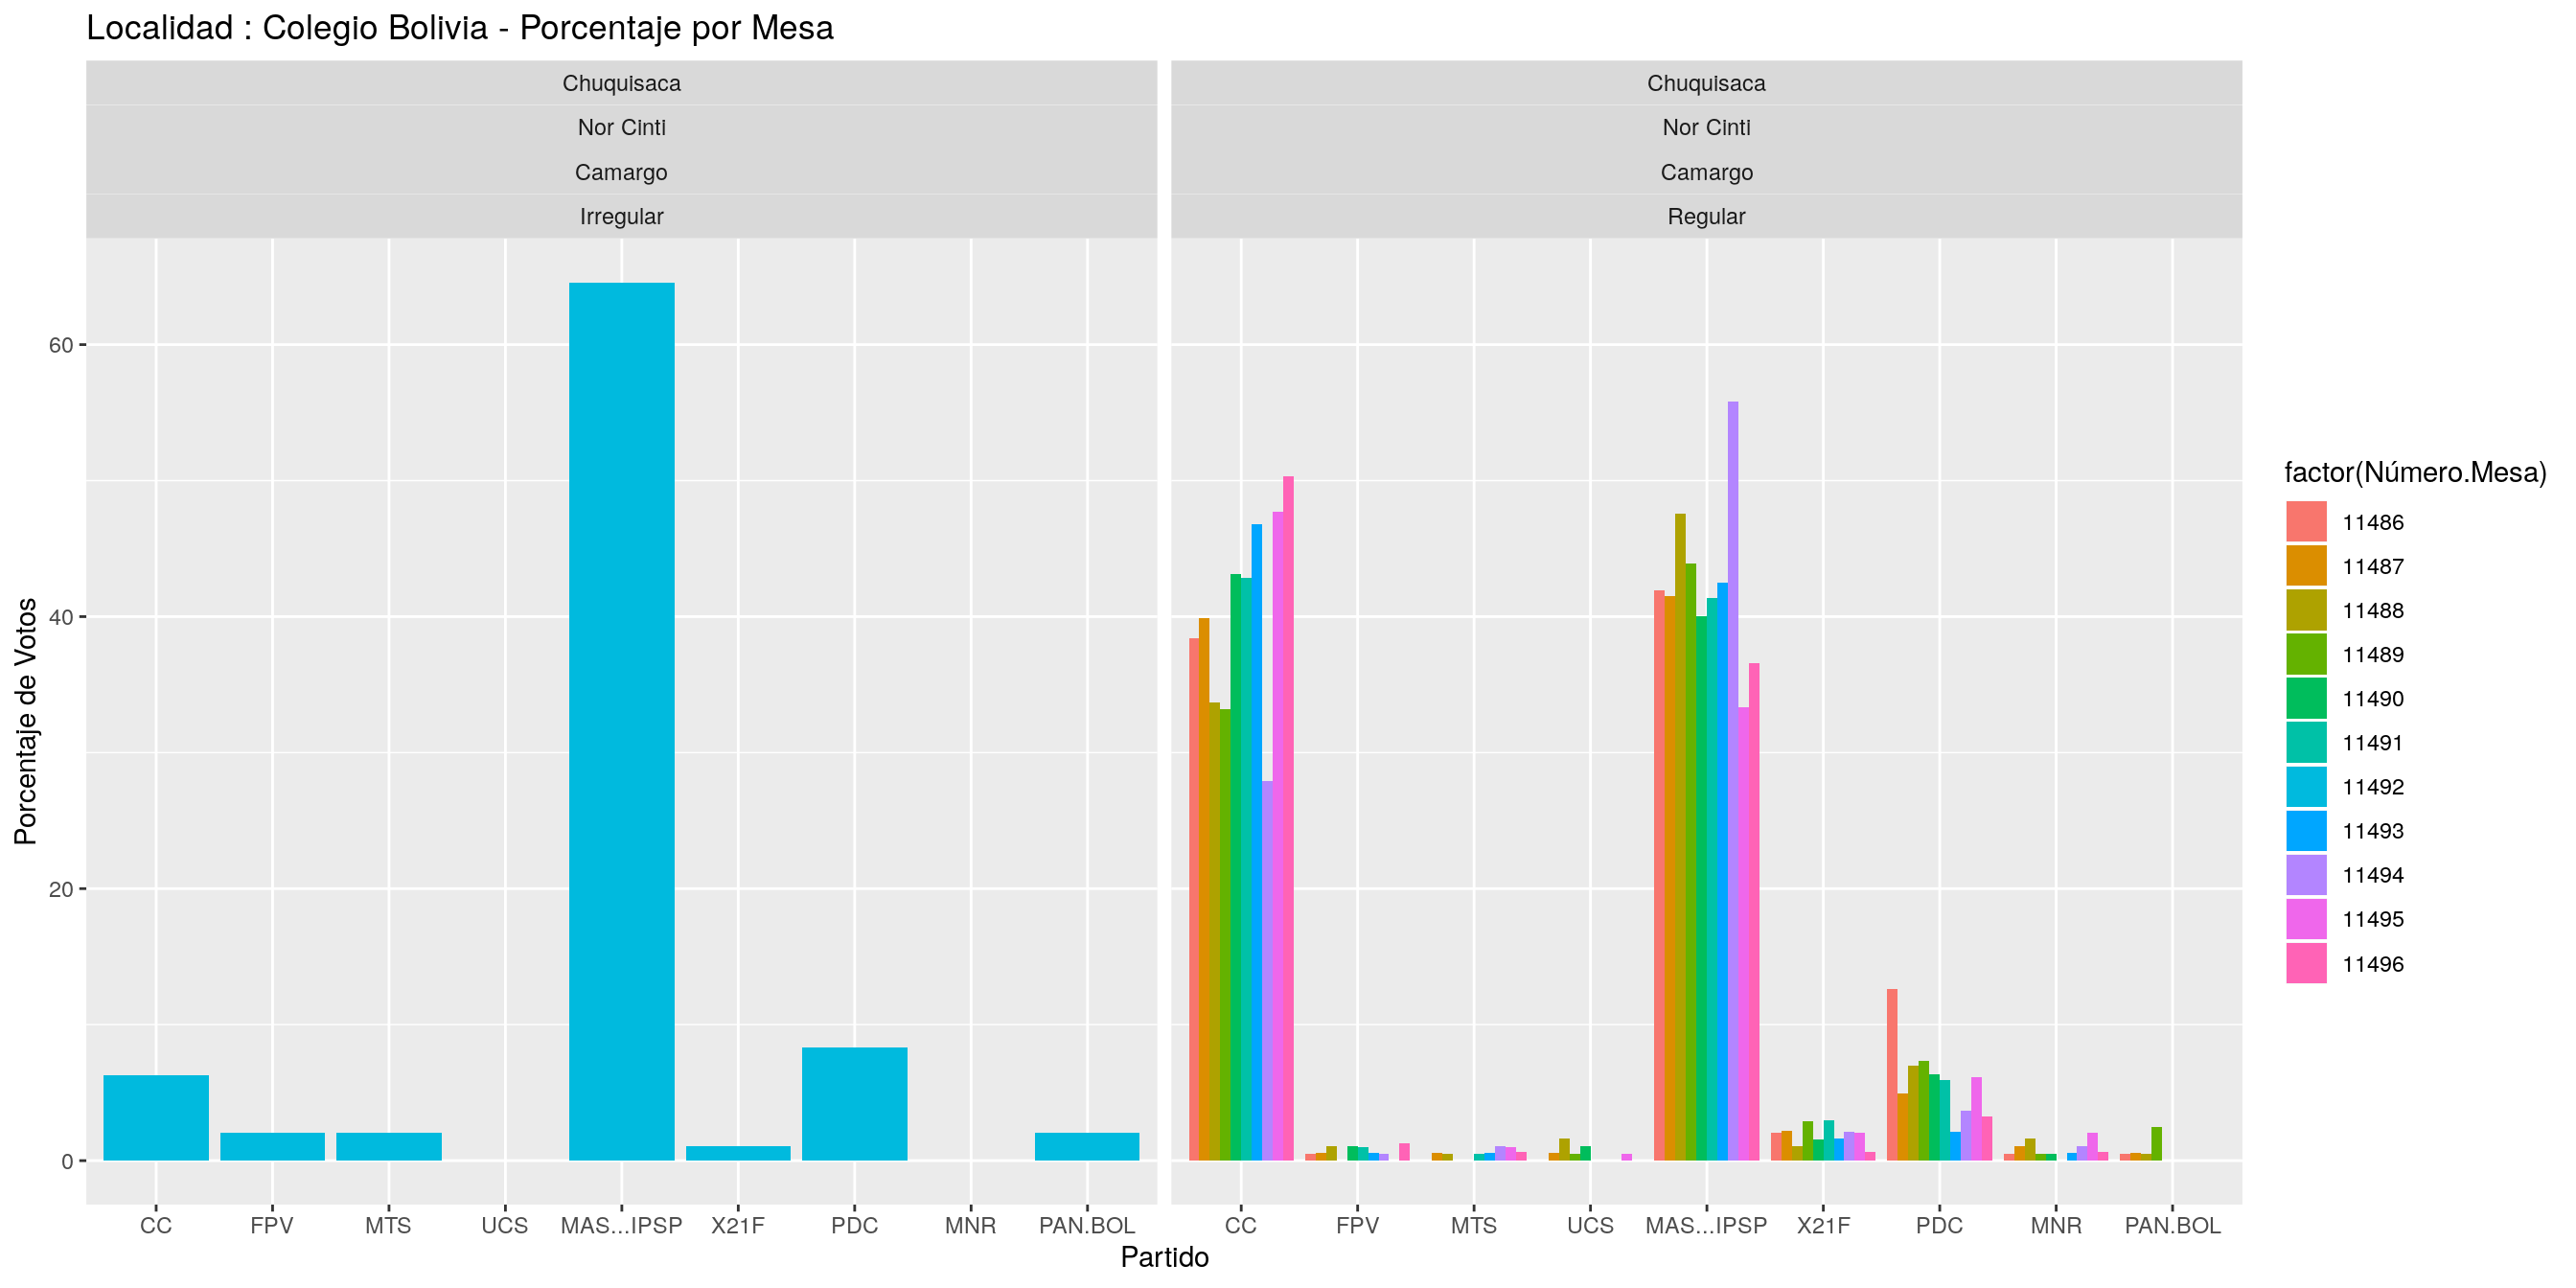 Localidad : Colegio Bolivia - Porcentaje por Mesa
Chuquisaca
Nor Cinti
Camargo
Irregular
Chuquisaca
Nor Cinti
Camargo
Regular
Porcentaje de Votos
60
40
20
0
CC FPV MTS UCS MAS...IPSP X21F PDC MNR PAN.BOL
CC FPV MTS UCS MAS...IPSP X21F PDC MNR PAN.BOL
Partido
factor(Número.Mesa)
11486
11487
11488
11489
11490
11491
11492
11493
11494
11495
11496